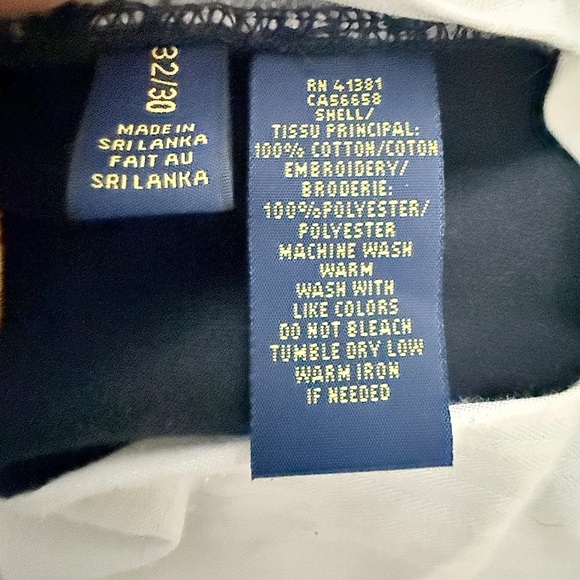 32/30
MADE IN
SRI LANKA
FAIT AU
SRI LANKA
RN 41381
CA56658
SHELL/
TISSU PRINCIPAL:
100% COTTON/COTON
EMBROIDERY/
BRODERIE:
100%POLYESTER/
POLYESTER
MACHINE WASH
WARM
WASH WITH
LIKE COLORS
DO NOT BLEACH
TUMBLE DRY LOW
WARM IRON
IF NEEDED